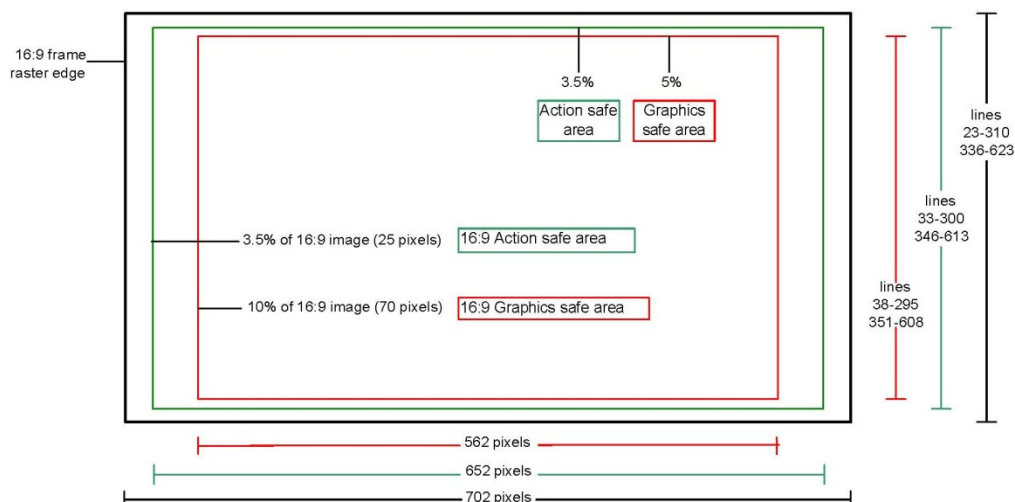 16:9 frame
raster edge
3.5%
5%
Action safe
area
Graphics
safe area
lines
23-310
336-623
lines
33-300
346-613
3.5% of 16:9 image (25 pixels)
16:9 Action safe area
lines
38-295
351-608
10% of 16:9 image (70 pixels)
16:9 Graphics safe area
562 pixels
652 pixels
702 pixels